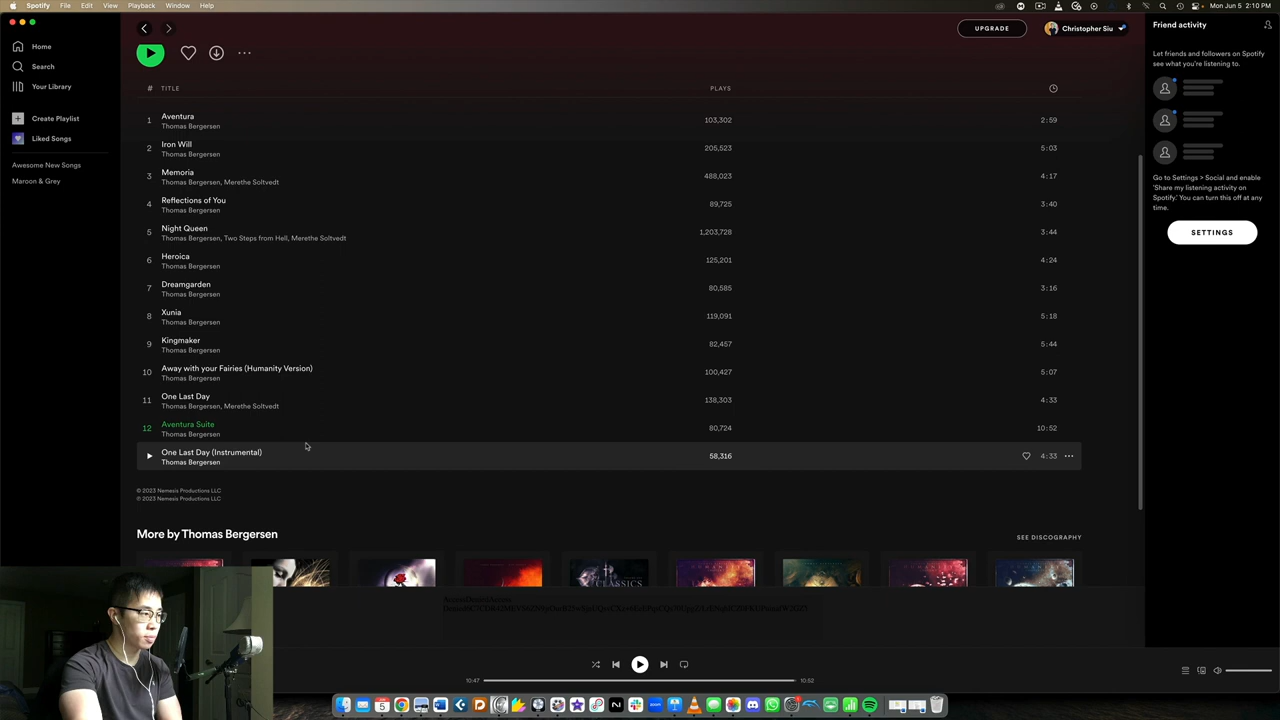 Spotify File Edit View Playback Window Help
Mon Jun 5 2:10 PM
Home
Search
Your Library
Create Playlist
Liked Songs
Awesome New Songs
Maroon & Grey
UPGRADE
Christopher Siu
# TITLE PLAYS
1 Aventura 103,302 2:59
Thomas Bergersen
2 Iron Will 205,523 5:03
Thomas Bergersen
3 Memoria 488,023 4:17
Thomas Bergersen, Merethe Soltvedt
4 Reflections of You 89,725 3:40
Thomas Bergersen
5 Night Queen 1,203,728 3:44
Thomas Bergersen, Two Steps from Hell, Merethe Soltvedt
6 Heroica 125,201 4:24
Thomas Bergersen
7 Dreamgarden 80,585 3:16
Thomas Bergersen
8 Xunia 119,091 5:18
Thomas Bergersen
9 Kingmaker 82,457 5:44
Thomas Bergersen
10 Away with your Fairies (Humanity Version) 100,427 5:07
Thomas Bergersen
11 One Last Day 138,303 4:33
Thomas Bergersen, Merethe Soltvedt
12 Aventura Suite 80,724 10:52
Thomas Bergersen
One Last Day (Instrumental) 58,316 4:33
Thomas Bergersen
© 2023 Nemesis Productions LLC
℗ 2023 Nemesis Productions LLC
More by Thomas Bergersen
SEE DISCOGRAPHY
CLASSICS
10:47 10:52
Friend activity
Let friends and followers on Spotify
see what you're listening to.
Go to Settings > Social and enable
'Share my listening activity on
Spotify.' You can turn this off at any
time.
SETTINGS